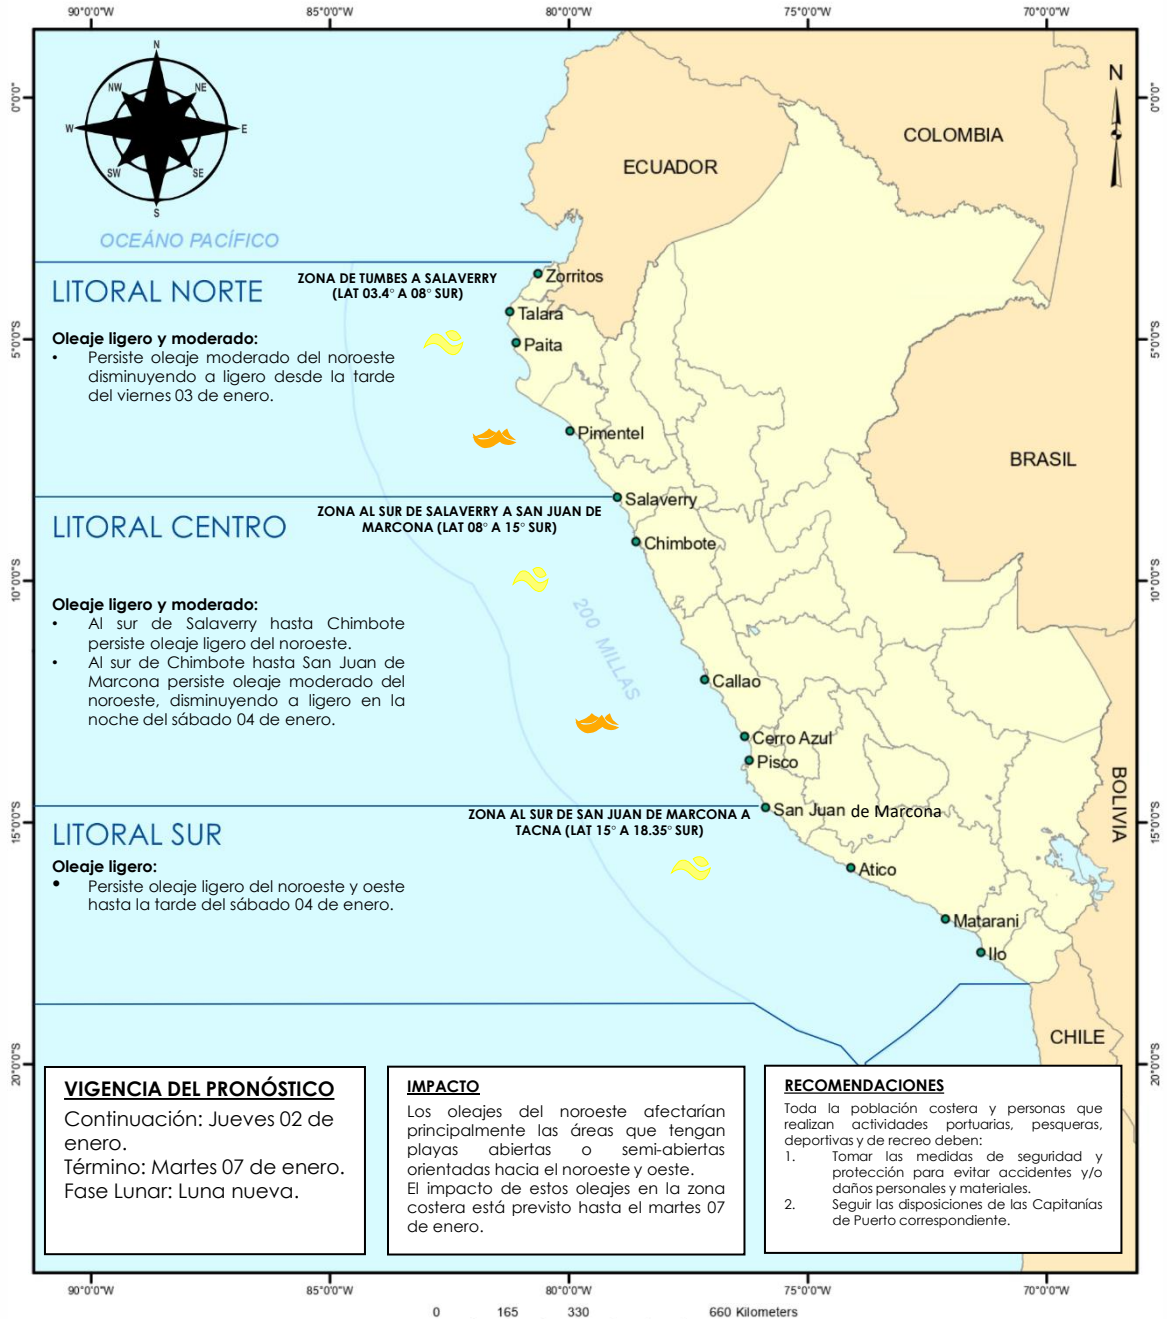 90°0'0"W 85°0'0"W 80°0'0"W 75°0'0"W 70°0'0"W
N
NW NE
W E
SW SE
S
N
0°0'0"
0°0'0"
COLOMBIA
ECUADOR
OCEÁNO PACÍFICO
LITORAL NORTE
ZONA DE TUMBES A SALAVERRY
(LAT 03.4° A 08° SUR)
Zorritos
Talara
Paita
5°0'0"S
5°0'0"S
Oleaje ligero y moderado:
• Persiste oleaje moderado del noroeste
disminuyendo a ligero desde la tarde
del viernes 03 de enero.
Pimentel
BRASIL
Salaverry
LITORAL CENTRO
ZONA AL SUR DE SALAVERRY A SAN JUAN DE
MARCONA (LAT 08° A 15° SUR)
Chimbote
10°0'0"S
10°0'0"S
200 MILLAS
Oleaje ligero y moderado:
• Al sur de Salaverry hasta Chimbote
persiste oleaje ligero del noroeste.
• Al sur de Chimbote hasta San Juan de
Marcona persiste oleaje moderado del
noroeste, disminuyendo a ligero en la
noche del sábado 04 de enero.
Callao
Cerro Azul
Pisco
BOLIVIA
San Juan de Marcona
15°0'0"S
15°0'0"S
LITORAL SUR
ZONA AL SUR DE SAN JUAN DE MARCONA A
TACNA (LAT 15° A 18.35° SUR)
Oleaje ligero:
• Persiste oleaje ligero del noroeste y oeste
hasta la tarde del sábado 04 de enero.
Atico
Matarani
Ilo
CHILE
20°0'0"S
20°0'0"S
VIGENCIA DEL PRONÓSTICO
Continuación: Jueves 02 de
enero.
Término: Martes 07 de enero.
Fase Lunar: Luna nueva.
IMPACTO
Los oleajes del noroeste afectarían
principalmente las áreas que tengan
playas abiertas o semi-abiertas
orientadas hacia el noroeste y oeste.
El impacto de estos oleajes en la zona
costera está previsto hasta el martes 07
de enero.
RECOMENDACIONES
Toda la población costera y personas que
realizan actividades portuarias, pesqueras,
deportivas y de recreo deben:
1. Tomar las medidas de seguridad y
protección para evitar accidentes y/o
daños personales y materiales.
2. Seguir las disposiciones de las Capitanías
de Puerto correspondiente.
90°0'0"W 85°0'0"W 80°0'0"W 75°0'0"W 70°0'0"W
0 165 330 660 Kilometers